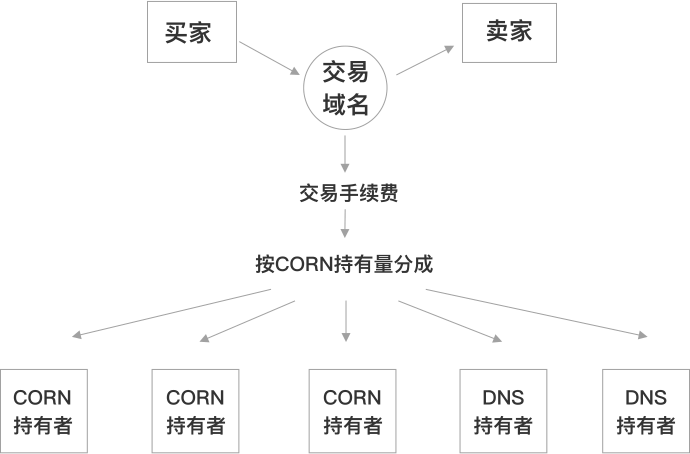 买家
卖家
交易
域名
交易手续费
按CORN持有量分成
CORN
持有者
CORN
持有者
CORN
持有者
DNS
持有者
DNS
持有者